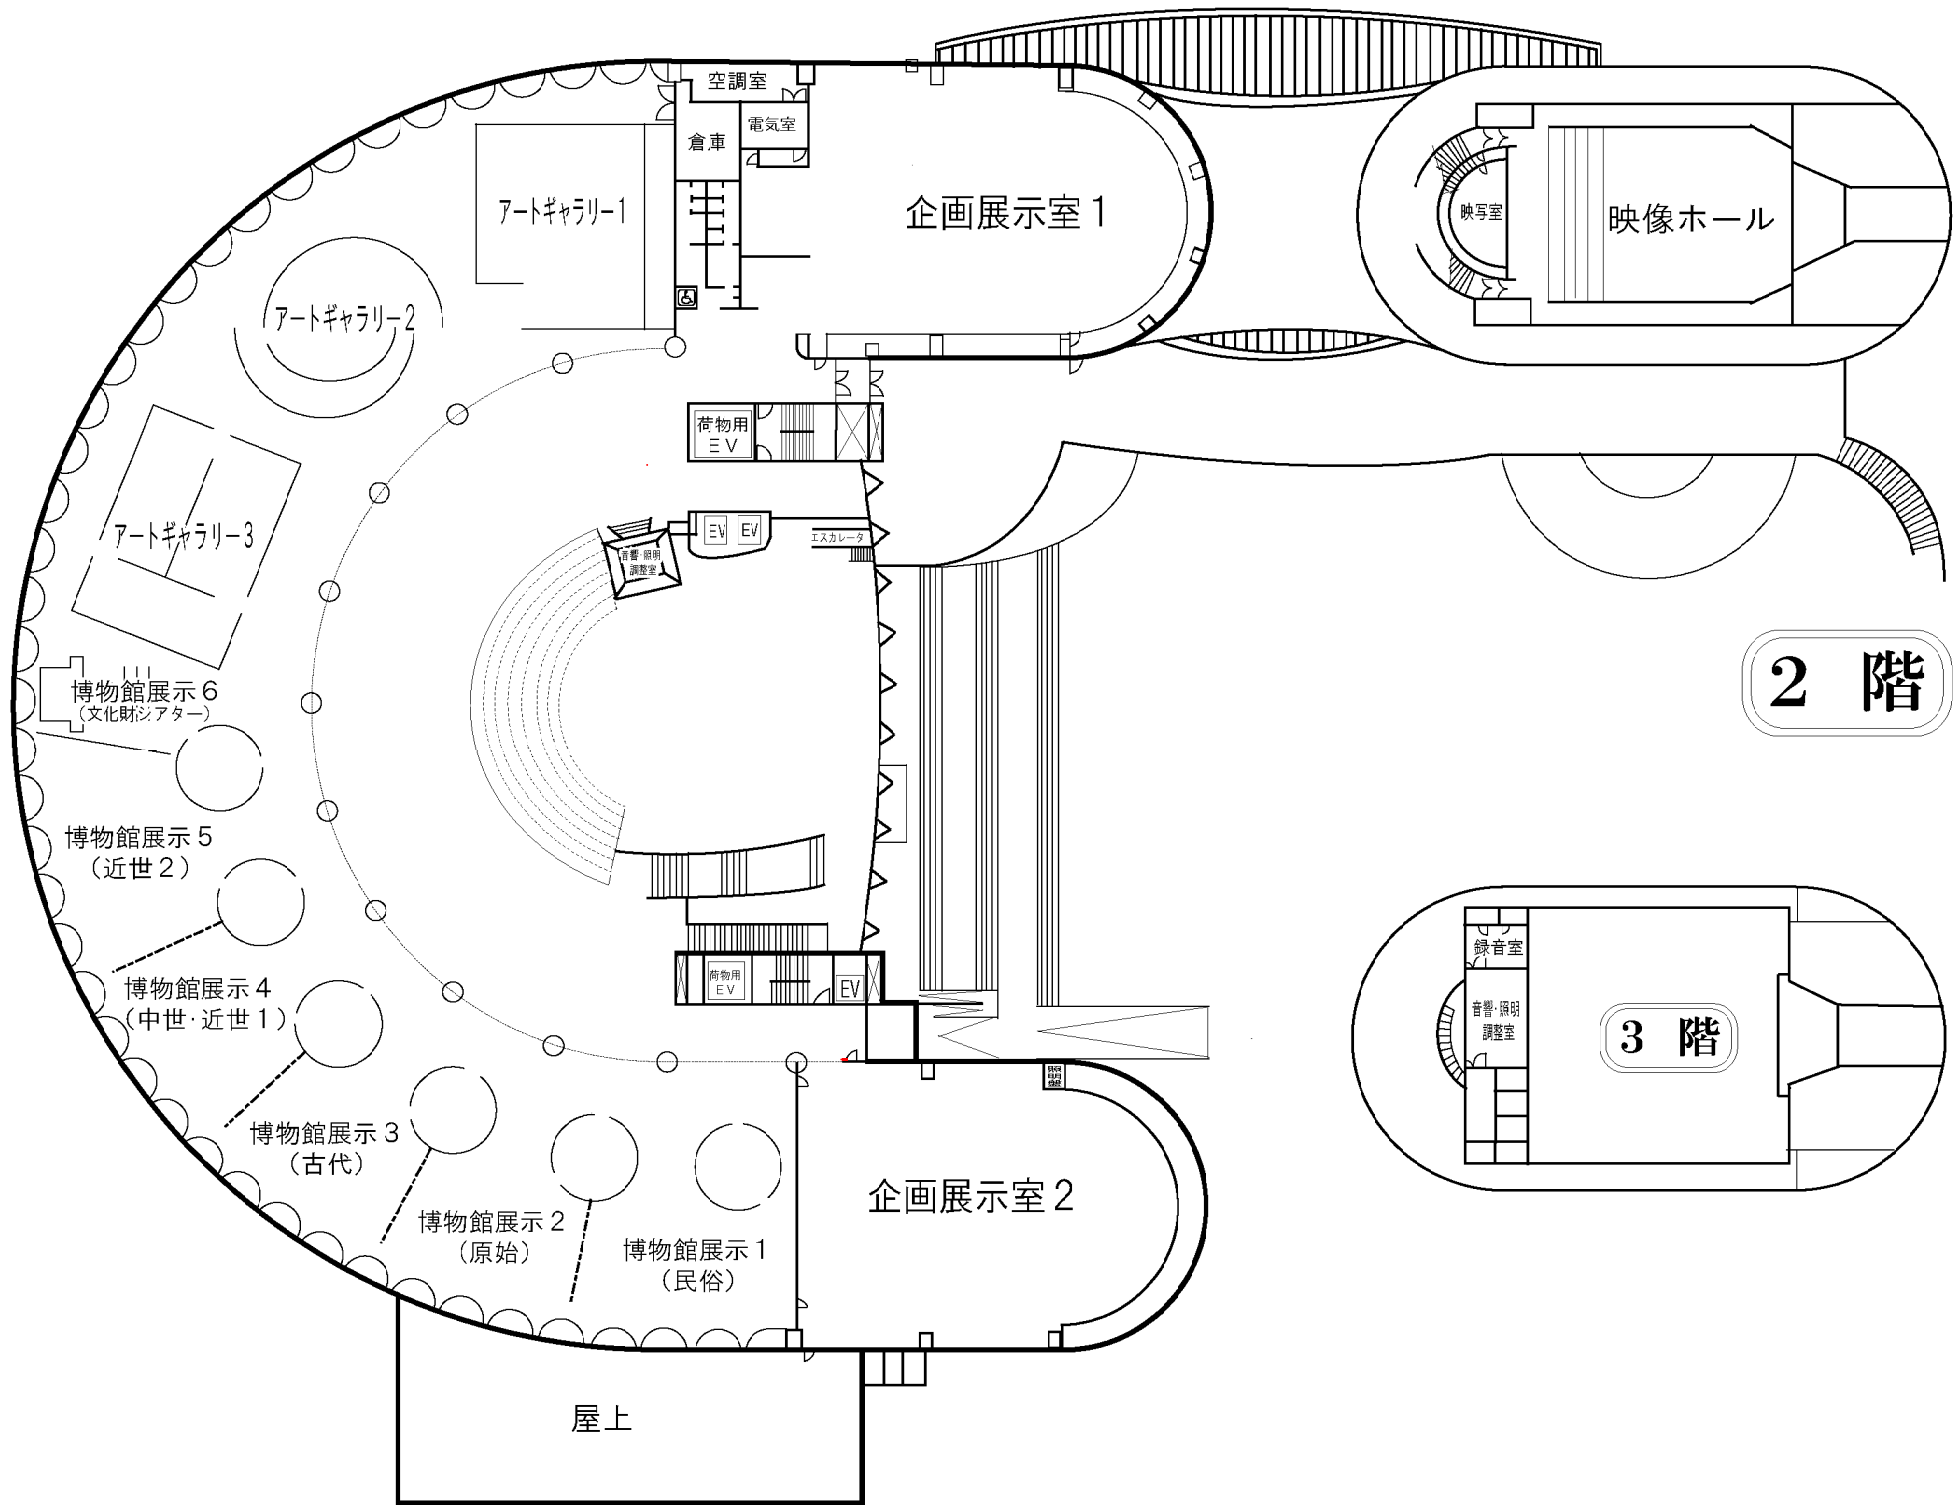 空調室
電気室
倉庫
アートギャラリー1
企画展示室1
映写室
映像ホール
アートギャラリー2
荷物用
EV
アートギャラリー3
EV
EV
エスカレータ
音響・照明
調整室
2 階
博物館展示6
(文化財シアター)
博物館展示5
(近世2)
博物館展示4
(中世・近世1)
荷物用
EV
EV
録音室
音響・照明
調整室
3 階
照明盤
博物館展示3
(古代)
博物館展示2
(原始)
博物館展示1
(民俗)
企画展示室2
屋上